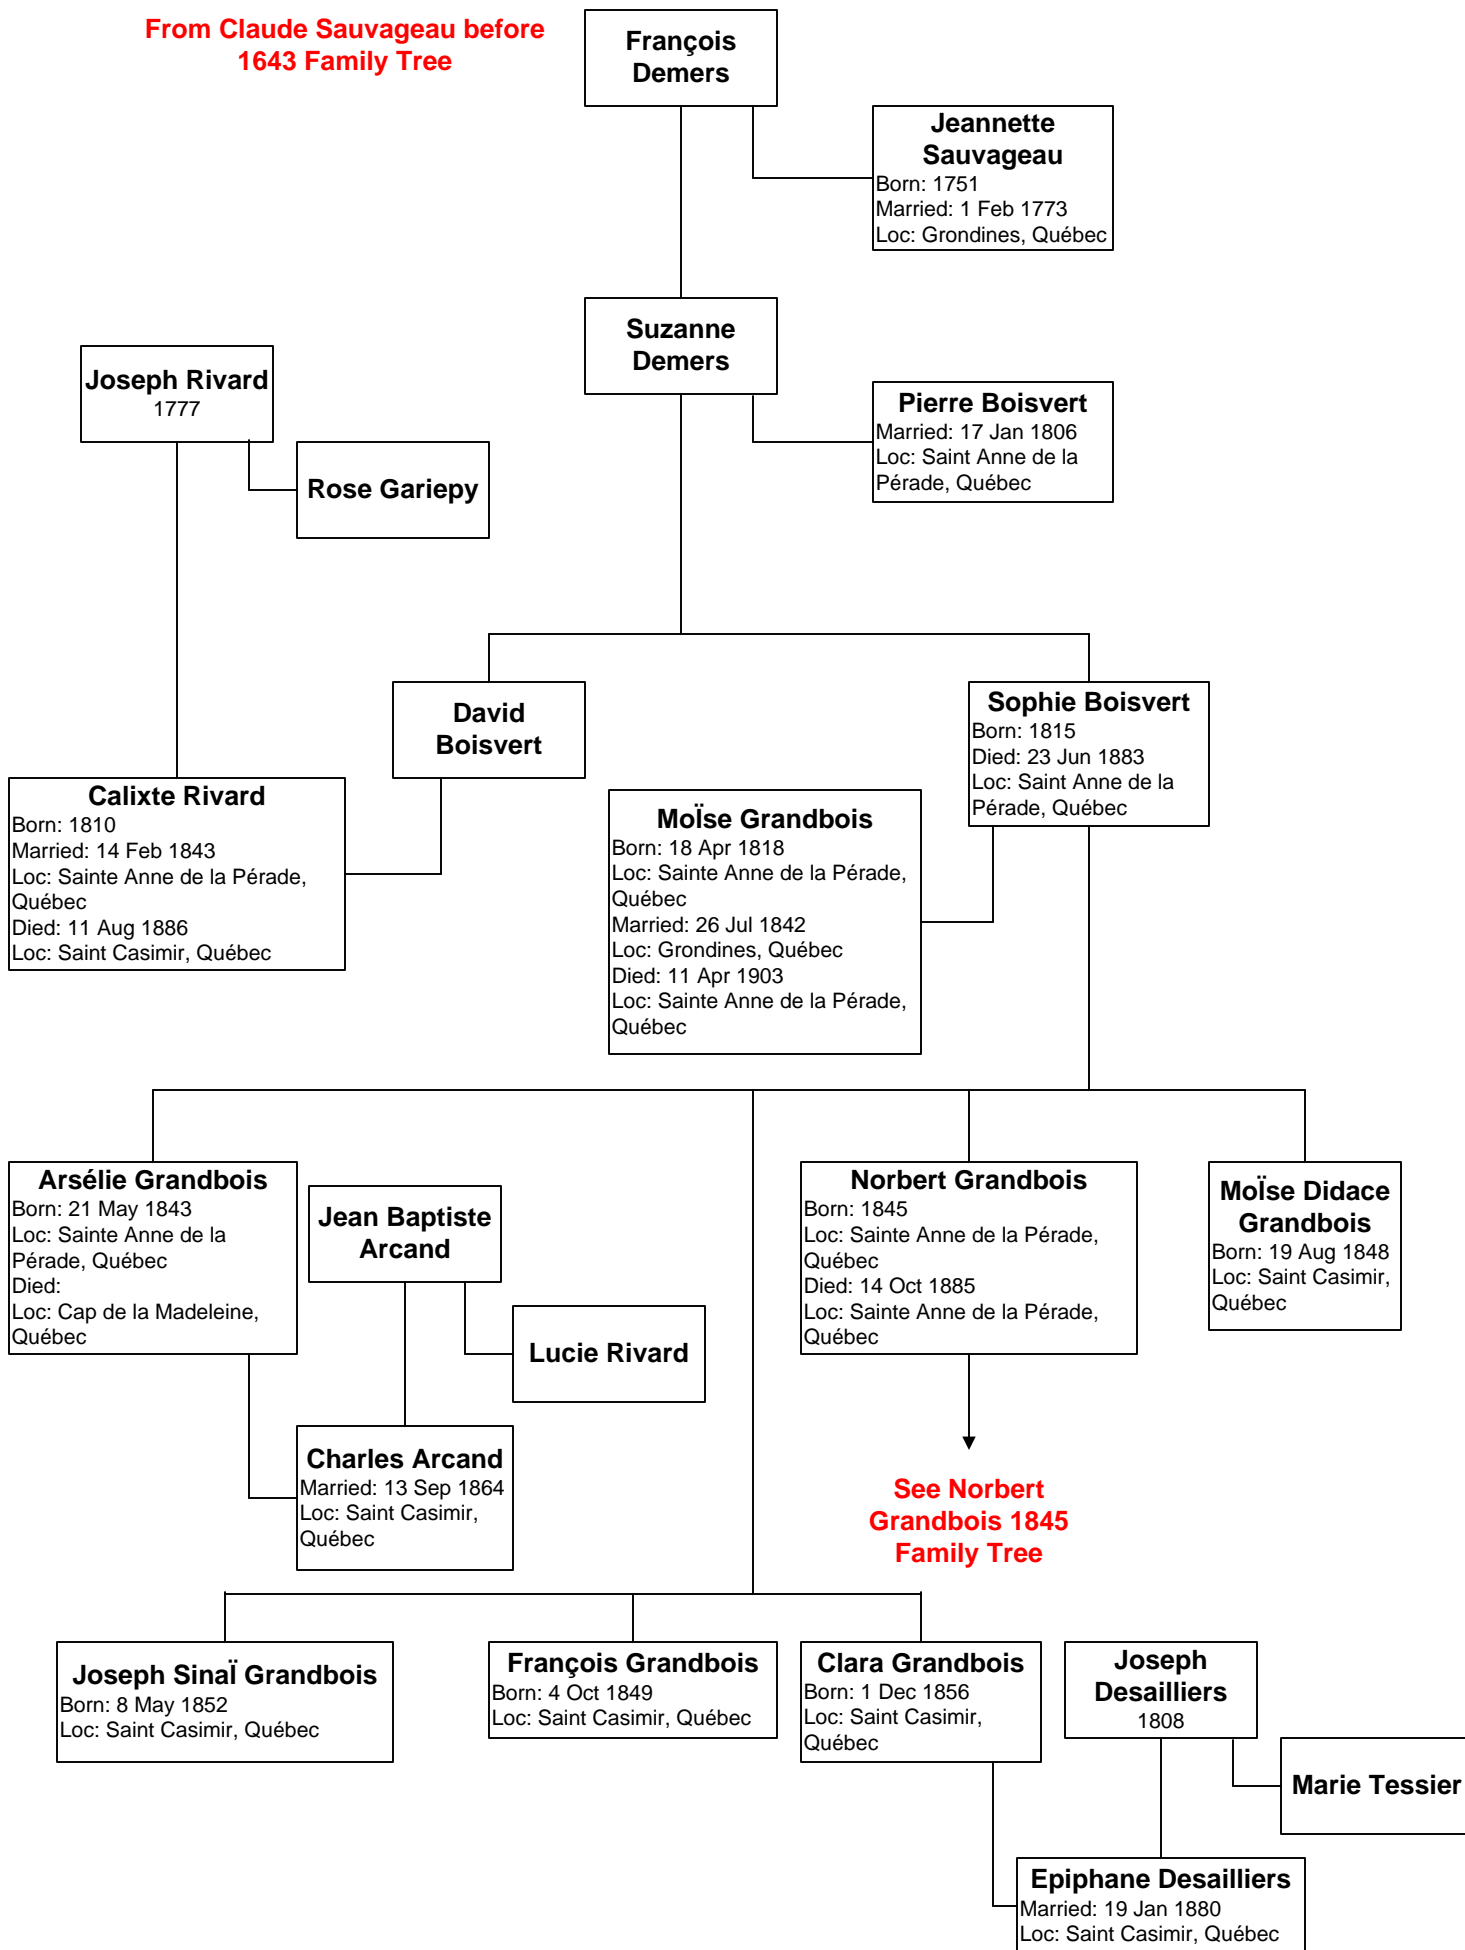 From Claude Sauvageau before
1643 Family Tree
François
Demers
Jeannette
Sauvageau
Born: 1751
Married: 1 Feb 1773
Loc: Grondines, Québec
Suzanne
Demers
Joseph Rivard
1777
Pierre Boisvert
Married: 17 Jan 1806
Loc: Saint Anne de la
Pérade, Québec
Rose Gariepy
David
Boisvert
Sophie Boisvert
Born: 1815
Died: 23 Jun 1883
Loc: Saint Anne de la
Pérade, Québec
Calixte Rivard
Born: 1810
Married: 14 Feb 1843
Loc: Sainte Anne de la Pérade,
Québec
Died: 11 Aug 1886
Loc: Saint Casimir, Québec
MoÏse Grandbois
Born: 18 Apr 1818
Loc: Sainte Anne de la Pérade,
Québec
Married: 26 Jul 1842
Loc: Grondines, Québec
Died: 11 Apr 1903
Loc: Sainte Anne de la Pérade,
Québec
Arsélie Grandbois
Born: 21 May 1843
Loc: Sainte Anne de la
Pérade, Québec
Died:
Loc: Cap de la Madeleine,
Québec
Jean Baptiste
Arcand
Norbert Grandbois
Born: 1845
Loc: Sainte Anne de la Pérade,
Québec
Died: 14 Oct 1885
Loc: Sainte Anne de la Pérade,
Québec
MoÏse Didace
Grandbois
Born: 19 Aug 1848
Loc: Saint Casimir,
Québec
Lucie Rivard
Charles Arcand
Married: 13 Sep 1864
Loc: Saint Casimir,
Québec
See Norbert
Grandbois 1845
Family Tree
Joseph SinaÏ Grandbois
Born: 8 May 1852
Loc: Saint Casimir, Québec
François Grandbois
Born: 4 Oct 1849
Loc: Saint Casimir, Québec
Clara Grandbois
Born: 1 Dec 1856
Loc: Saint Casimir,
Québec
Joseph
Desailliers
1808
Marie Tessier
Epiphane Desailliers
Married: 19 Jan 1880
Loc: Saint Casimir, Québec